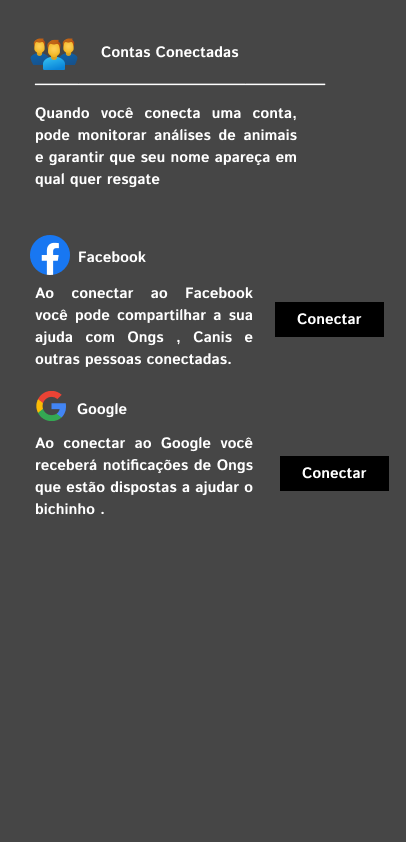 Contas Conectadas
Quando você conecta uma conta,
pode monitorar análises de animais
e garantir que seu nome apareça em
qual quer resgate
Facebook
Ao conectar ao Facebook
você pode compartilhar a sua
ajuda com Ongs , Canis e
outras pessoas conectadas.
Conectar
Google
Ao conectar ao Google você
receberá notificações de Ongs
que estão dispostas a ajudar o
bichinho .
Conectar